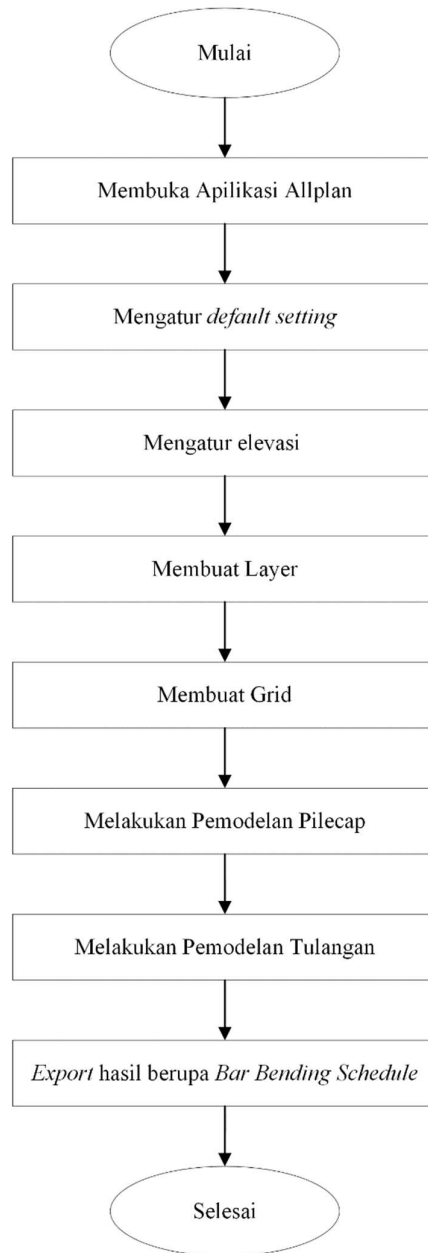 Mulai
Membuka Apilikasi Allplan
Mengatur default setting
Mengatur elevasi
Membuat Layer
Membuat Grid
Melakukan Pemodelan Pilecap
Melakukan Pemodelan Tulangan
Export hasil berupa Bar Bending Schedule
Selesai